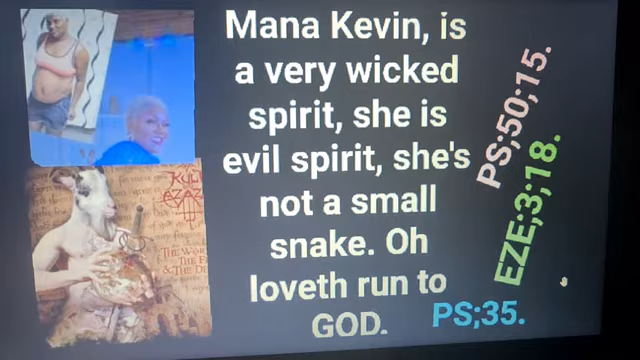 Mana Kevin, is
a very wicked
spirit, she is
evil spirit, she's
not a small
snake. Oh
loveth run to
GOD.
PS;50;15.
EZE;3;18.
PS;35.